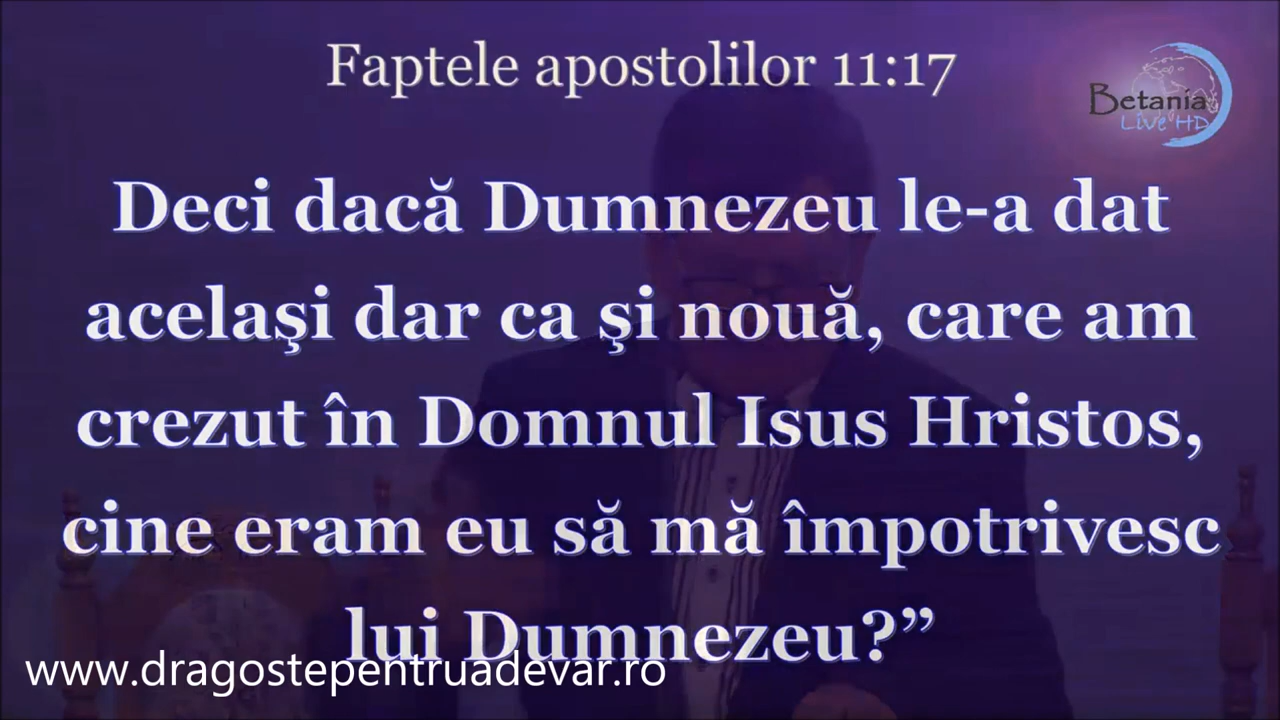 Faptele apostolilor 11:17
Betania
Live HD
Deci dacă Dumnezeu le-a dat
acelaşi dar ca şi nouă, care am
crezut în Domnul Isus Hristos,
cine eram eu să mă împotrivesc
lui Dumnezeu?”
www.dragostepentruadevar.ro